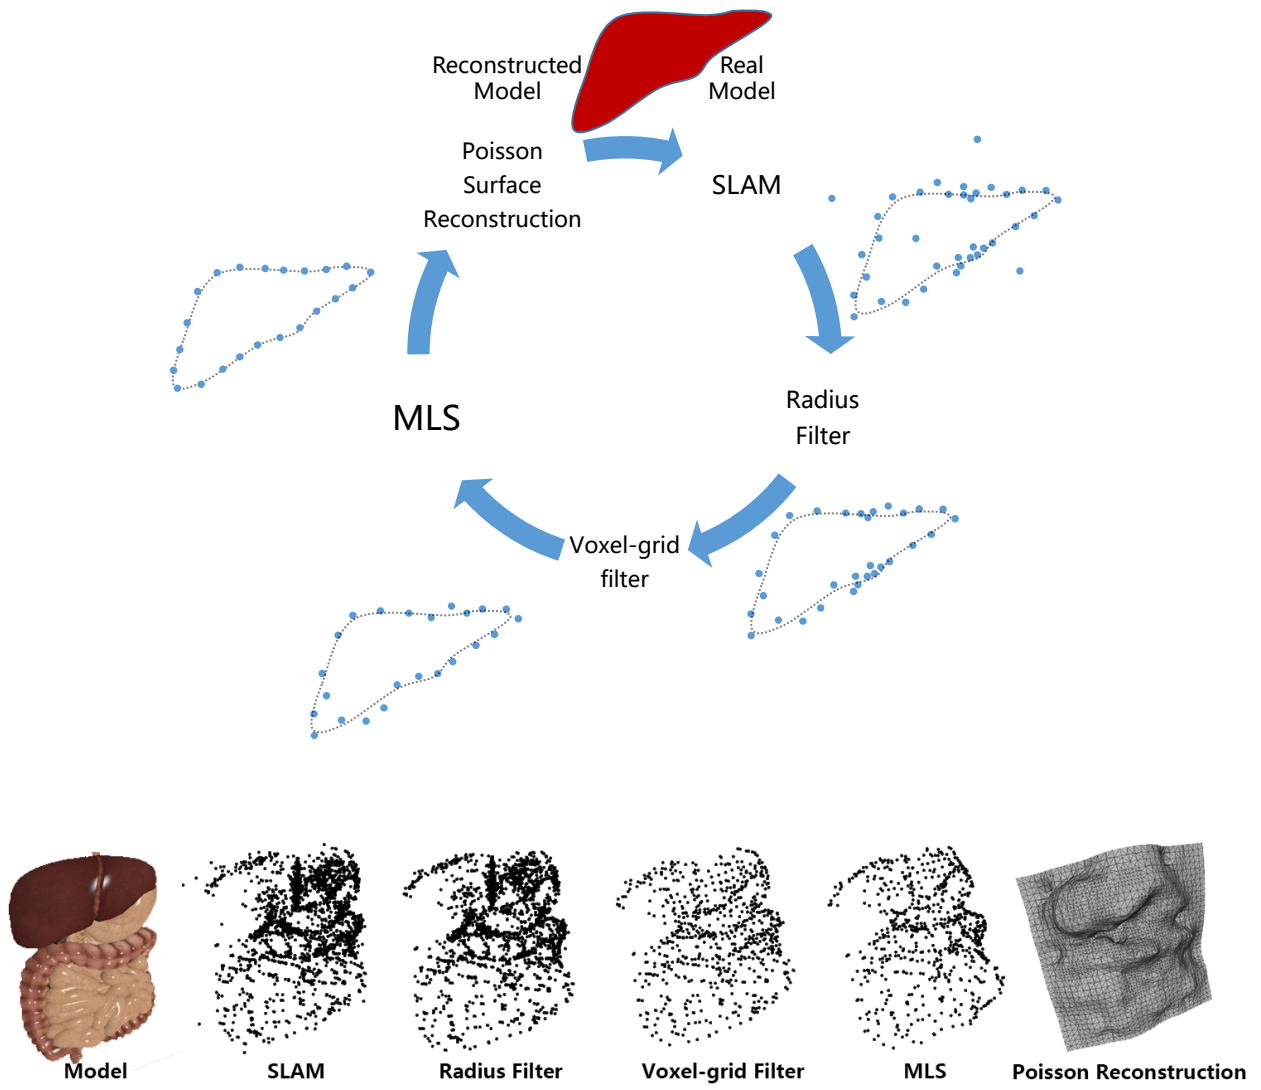 Reconstructed
Model
Real
Model
Poisson
Surface
Reconstruction
SLAM
Radius
Filter
MLS
Voxel-grid
filter
Model
SLAM
Radius Filter
Voxel-grid Filter
MLS
Poisson Reconstruction